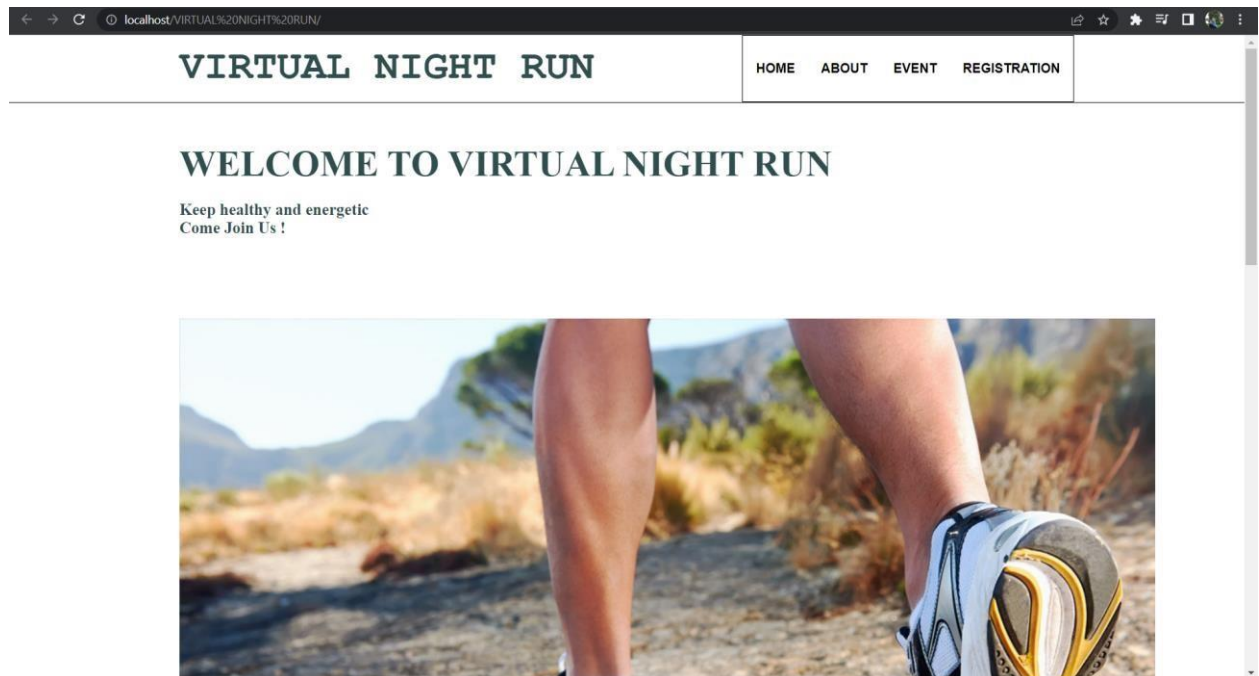 localhost/VIRTUAL%20NIGHT%20RUN/
VIRTUAL NIGHT RUN
HOME ABOUT EVENT REGISTRATION
WELCOME TO VIRTUAL NIGHT RUN
Keep healthy and energetic
Come Join Us !